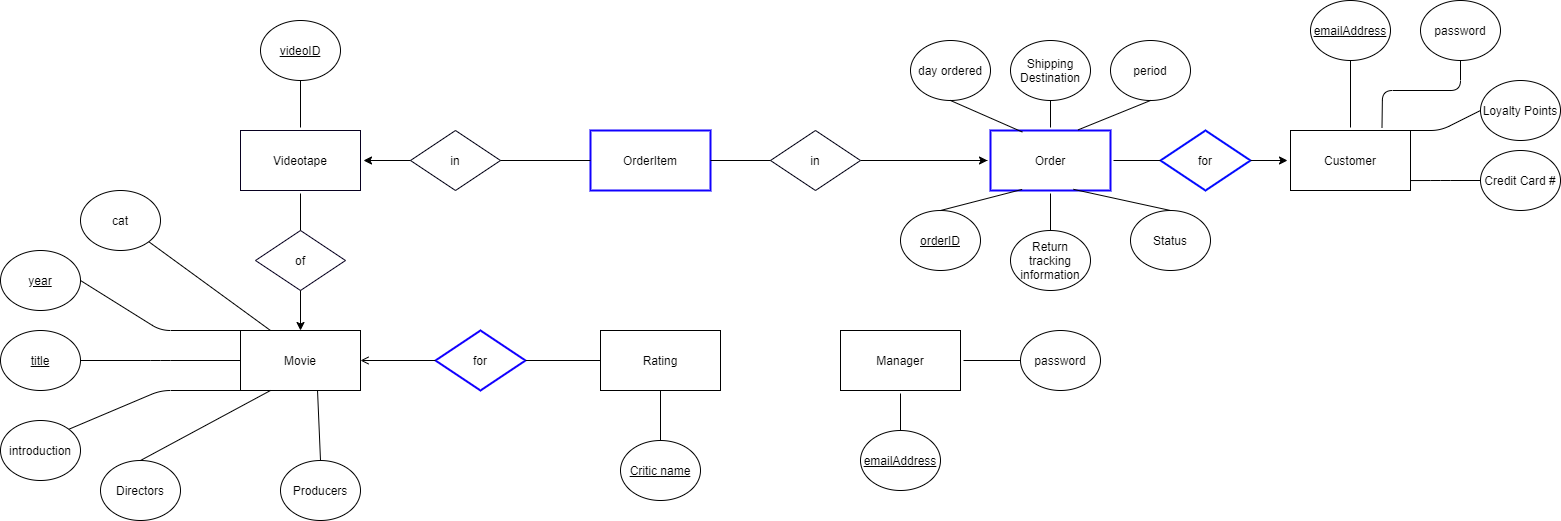 emailAddress
password
videoID
day ordered
Shipping
Destination
period
Loyalty Points
Videotape
in
OrderItem
in
Order
for
Customer
Credit Card #
cat
orderID
Return
tracking
information
Status
of
year
title
Movie
for
Rating
Manager
password
introduction
Directors
Producers
Critic name
emailAddress